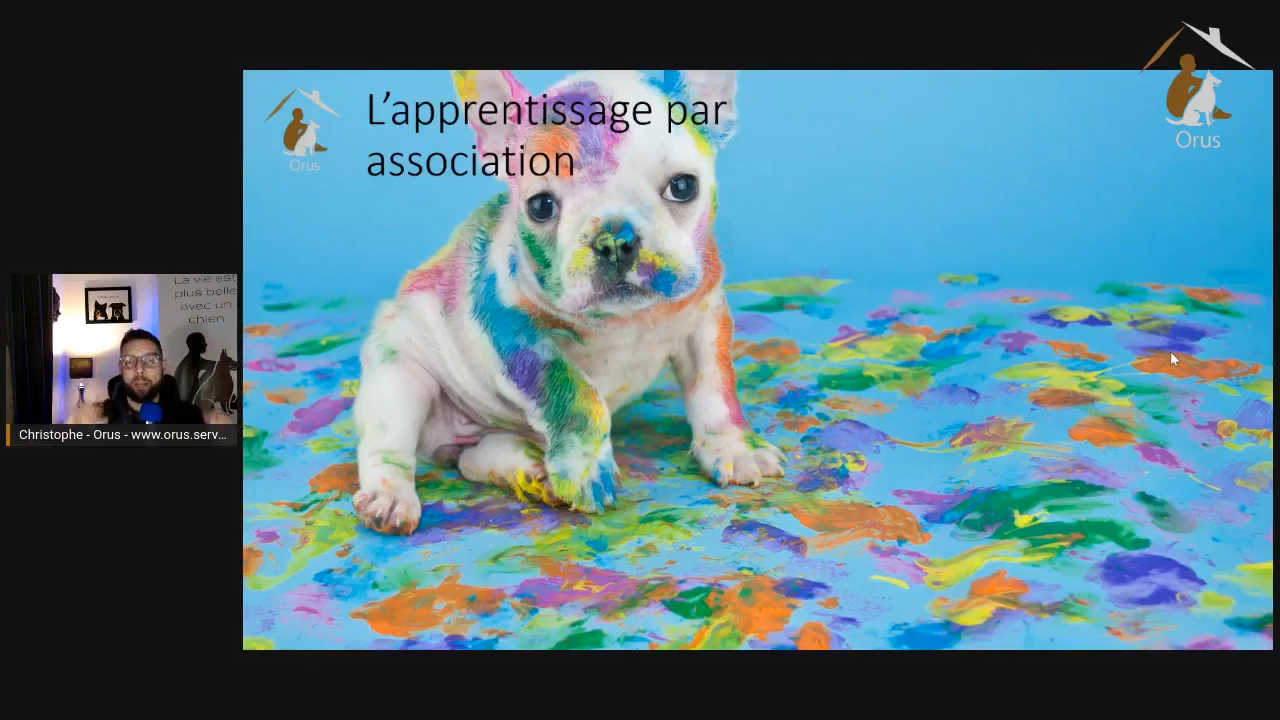 L'apprentissage par
association
Orus
Orus
La vie est
plus belle
avec un
chien
Christophe - Orus - www.orus.serv...